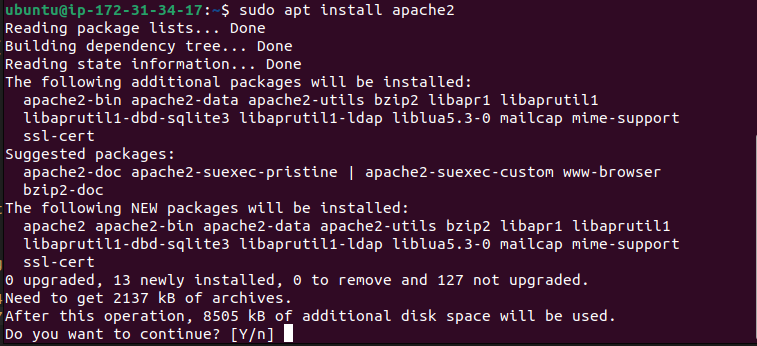 ubuntu@ip-172-31-34-17:~$ sudo apt install apache2
Reading package lists... Done
Building dependency tree... Done
Reading state information... Done
The following additional packages will be installed:
  apache2-bin apache2-data apache2-utils bzip2 libapr1 libaprutil1
  libaprutil1-dbd-sqlite3 libaprutil1-ldap liblua5.3-0 mailcap mime-support
  ssl-cert
Suggested packages:
  apache2-doc apache2-suexec-pristine | apache2-suexec-custom www-browser
  bzip2-doc
The following NEW packages will be installed:
  apache2 apache2-bin apache2-data apache2-utils bzip2 libapr1 libaprutil1
  libaprutil1-dbd-sqlite3 libaprutil1-ldap liblua5.3-0 mailcap mime-support
  ssl-cert
0 upgraded, 13 newly installed, 0 to remove and 127 not upgraded.
Need to get 2137 kB of archives.
After this operation, 8505 kB of additional disk space will be used.
Do you want to continue? [Y/n]